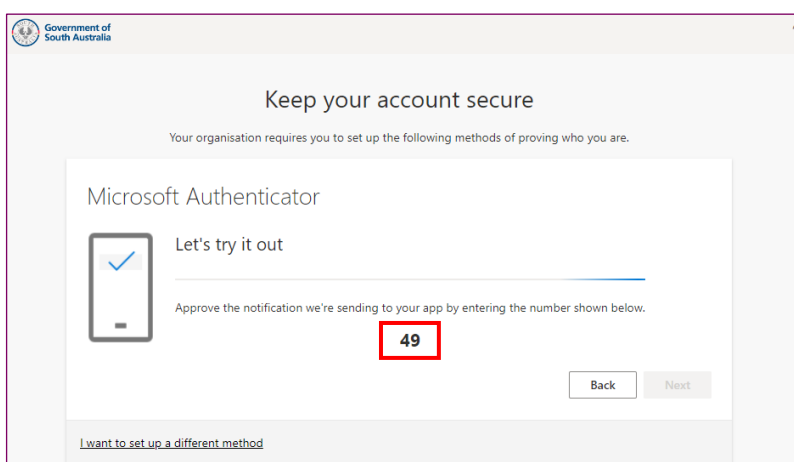 Government of
South Australia
Keep your account secure
Your organisation requires you to set up the following methods of proving who you are.
Microsoft Authenticator
Let's try it out
Approve the notification we're sending to your app by entering the number shown below.
49
Back Next
I want to set up a different method